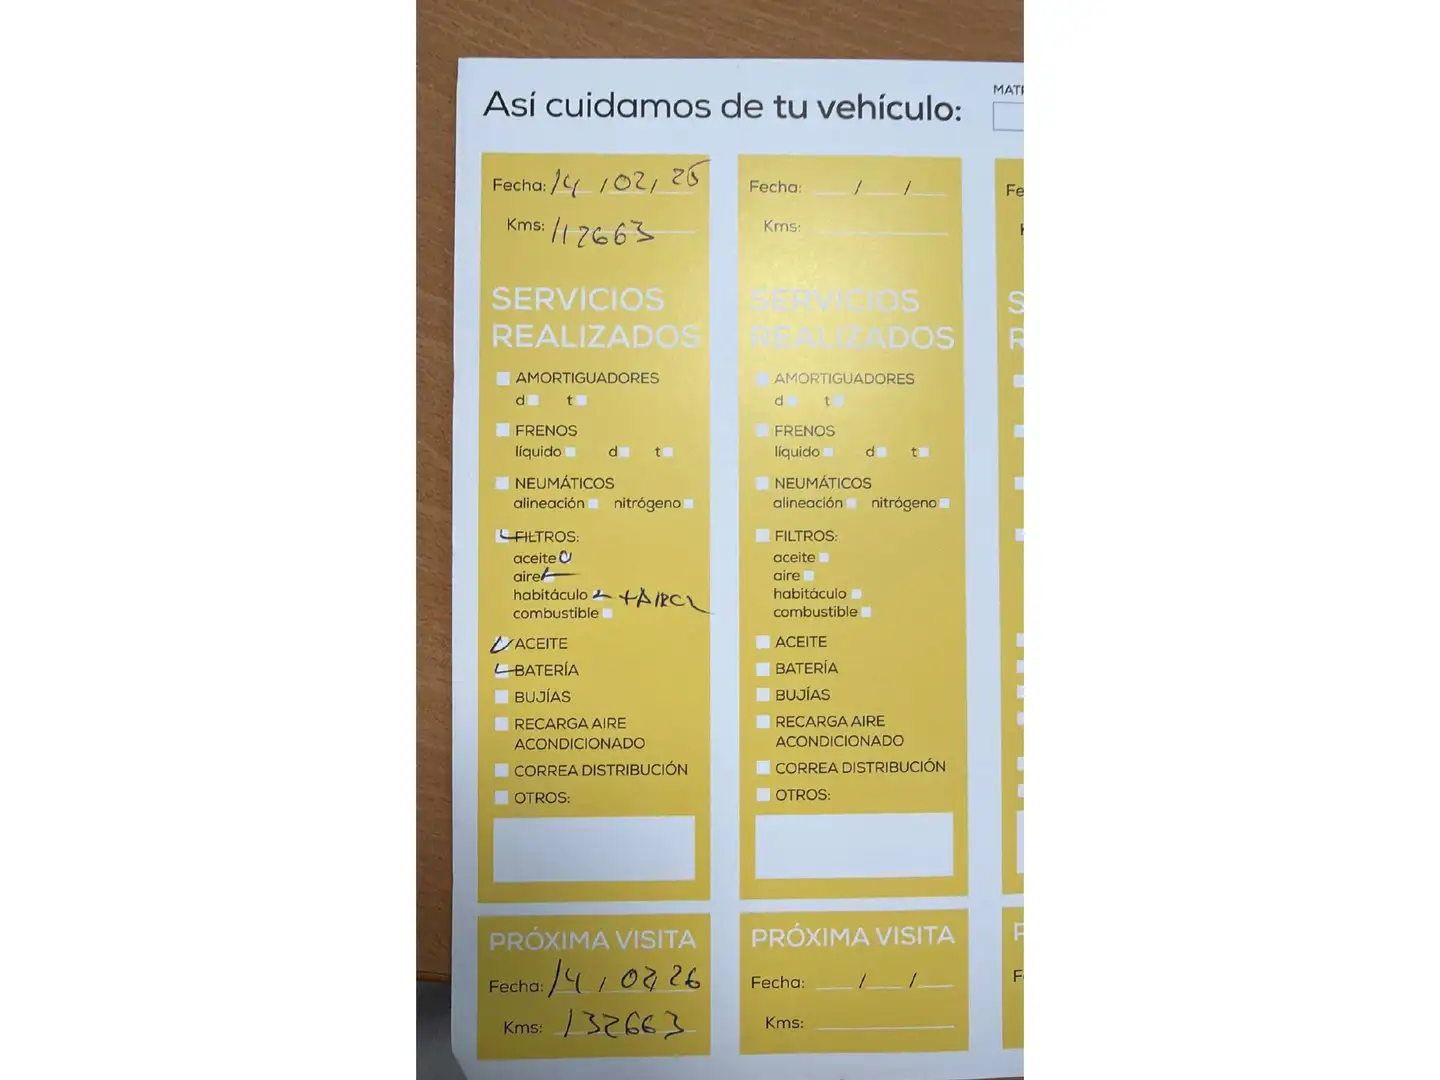 Así cuidamos de tu vehículo:
MATR
Fecha: 14, 02, 25
Kms: 112663
SERVICIOS
REALIZADOS
AMORTIGUADORES
d t
FRENOS
líquido d t
NEUMÁTICOS
alineación nitrógeno
FILTROS:
aceite
aire
habitáculo
combustible
ACEITE
BATERÍA
BUJÍAS
RECARGA AIRE
ACONDICIONADO
CORREA DISTRIBUCIÓN
OTROS:
PRÓXIMA VISITA
Fecha: 14, 02, 26
Kms: 132663
Fecha: / /
Kms:
SERVICIOS
REALIZADOS
AMORTIGUADORES
d t
FRENOS
líquido d t
NEUMÁTICOS
alineación nitrógeno
FILTROS:
aceite
aire
habitáculo
combustible
ACEITE
BATERÍA
BUJÍAS
RECARGA AIRE
ACONDICIONADO
CORREA DISTRIBUCIÓN
OTROS:
PRÓXIMA VISITA
Fecha: / /
Kms:
Fe
K
S
R
P
F